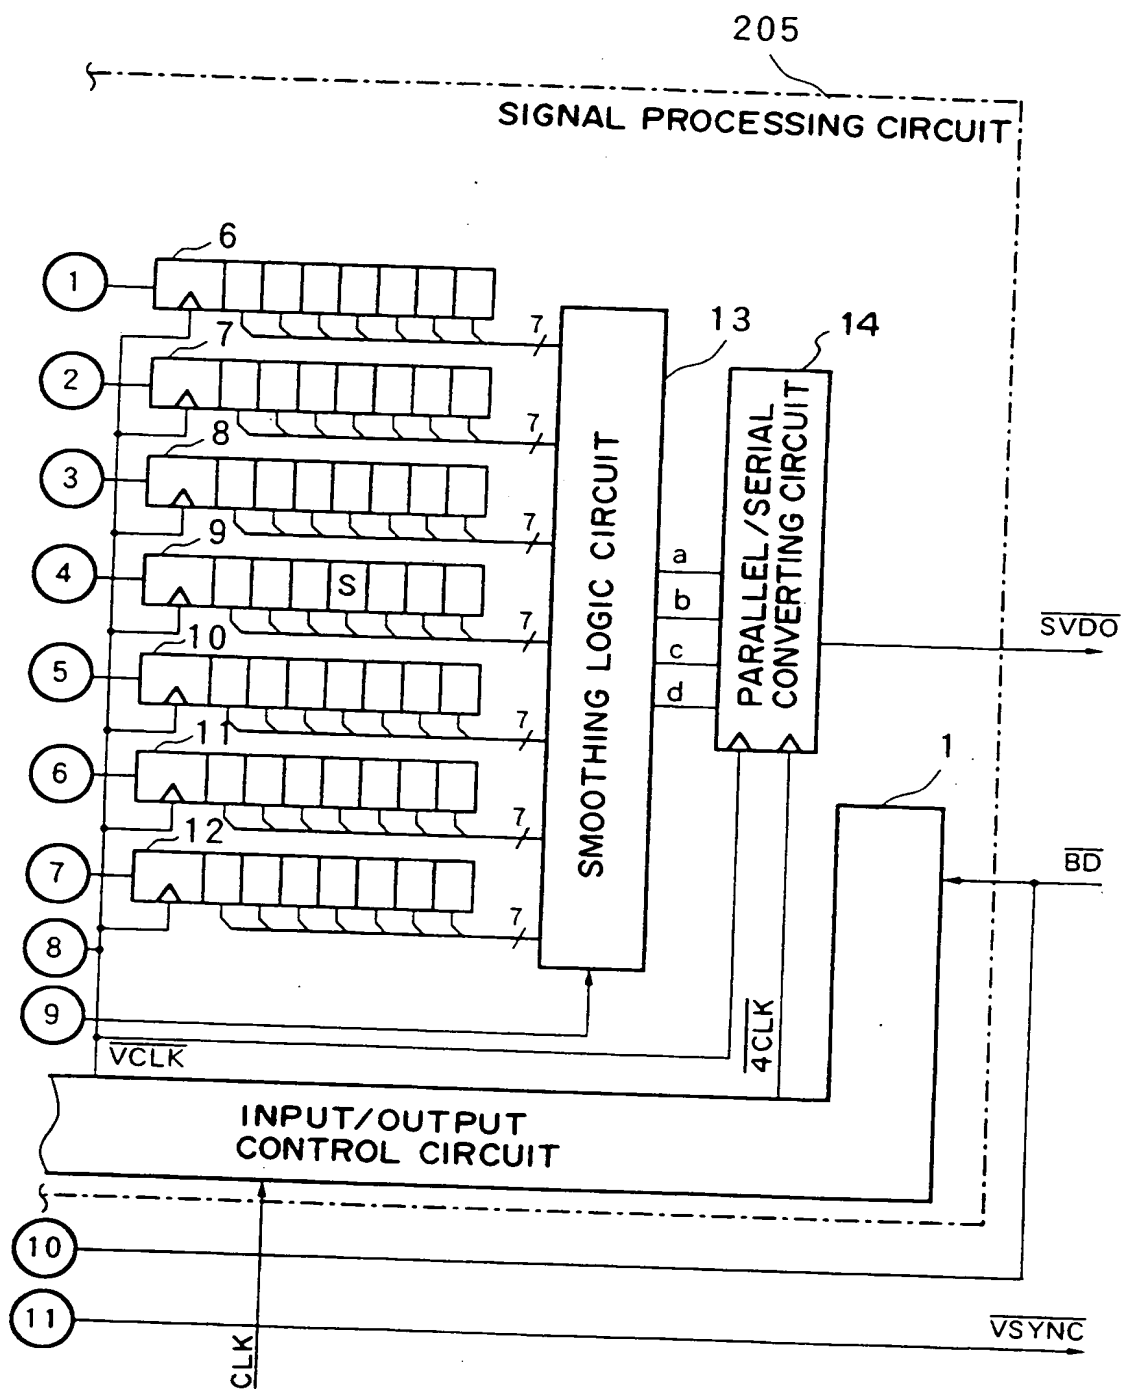 205
SIGNAL PROCESSING CIRCUIT
6
1
7
13
14
7
2
7
8
3
7
9
4
S
7
10
5
7
11
6
7
12
7
7
8
9
SMOOTHING LOGIC CIRCUIT
a
b
c
d
PARALLEL/SERIAL
CONVERTING CIRCUIT
SVDO
1
BD
VCLK
4CLK
INPUT/OUTPUT
CONTROL CIRCUIT
10
11
CLK
VSYNC